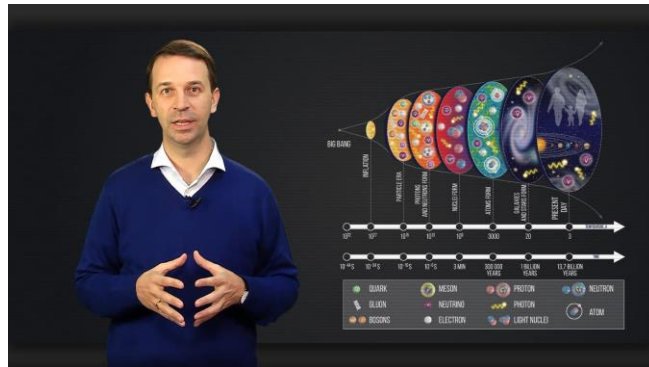 BIG BANG
INFLATION
PARTICLE ERA
PROTONS
AND NEUTRONS FORM
NUCLEI FORM
ATOMS FORM
GALAXIES
AND STARS FORM
PRESENT
DAY
3000 20 3
TIME
3 MIN 300 000 YEARS 1 BILLION YEARS 13,7 BILLION YEARS
QUARK MESON PROTON NEUTRON
GLUON NEUTRINO PHOTON ATOM
BOSONS ELECTRON LIGHT NUCLEI